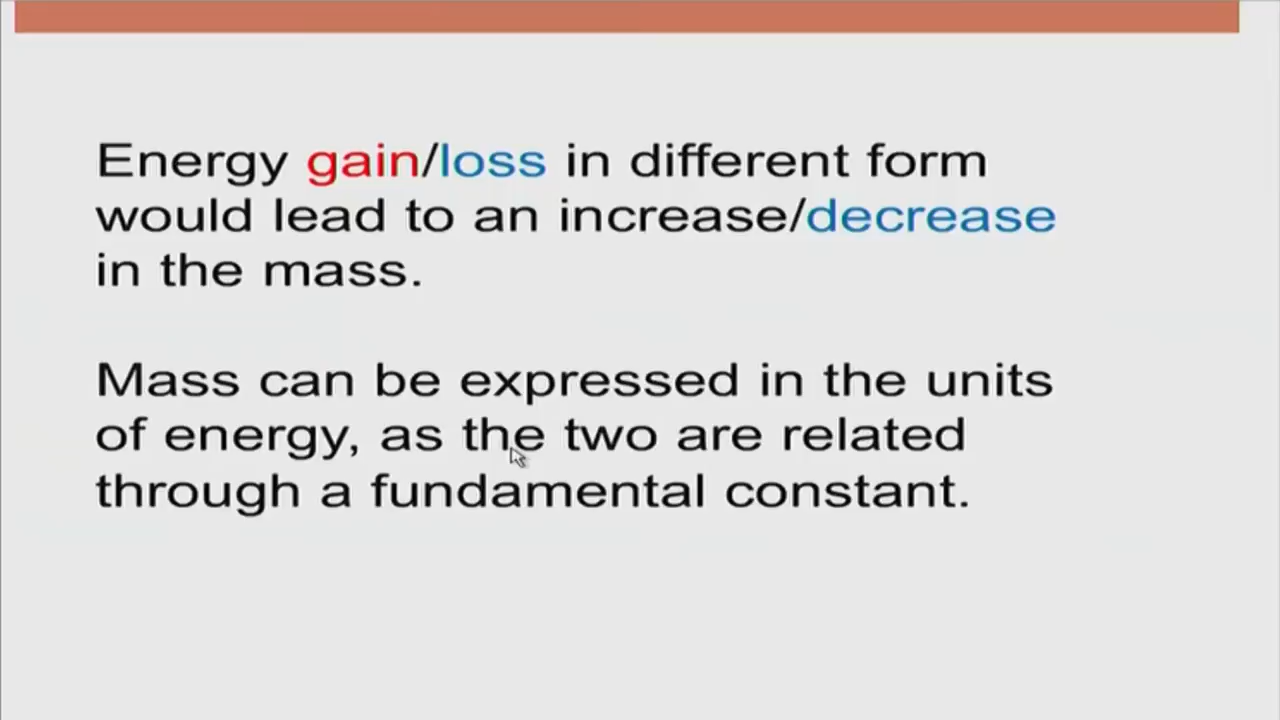 Energy gain/loss in different form
would lead to an increase/decrease
in the mass.
Mass can be expressed in the units
of energy, as the two are related
through a fundamental constant.